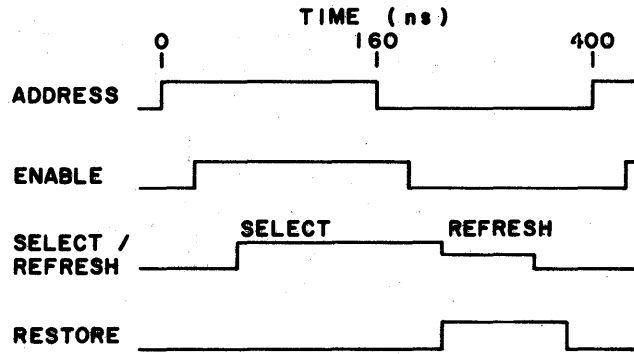 TIME (ns)
0 160 400
ADDRESS
ENABLE
SELECT REFRESH
SELECT /
REFRESH
RESTORE